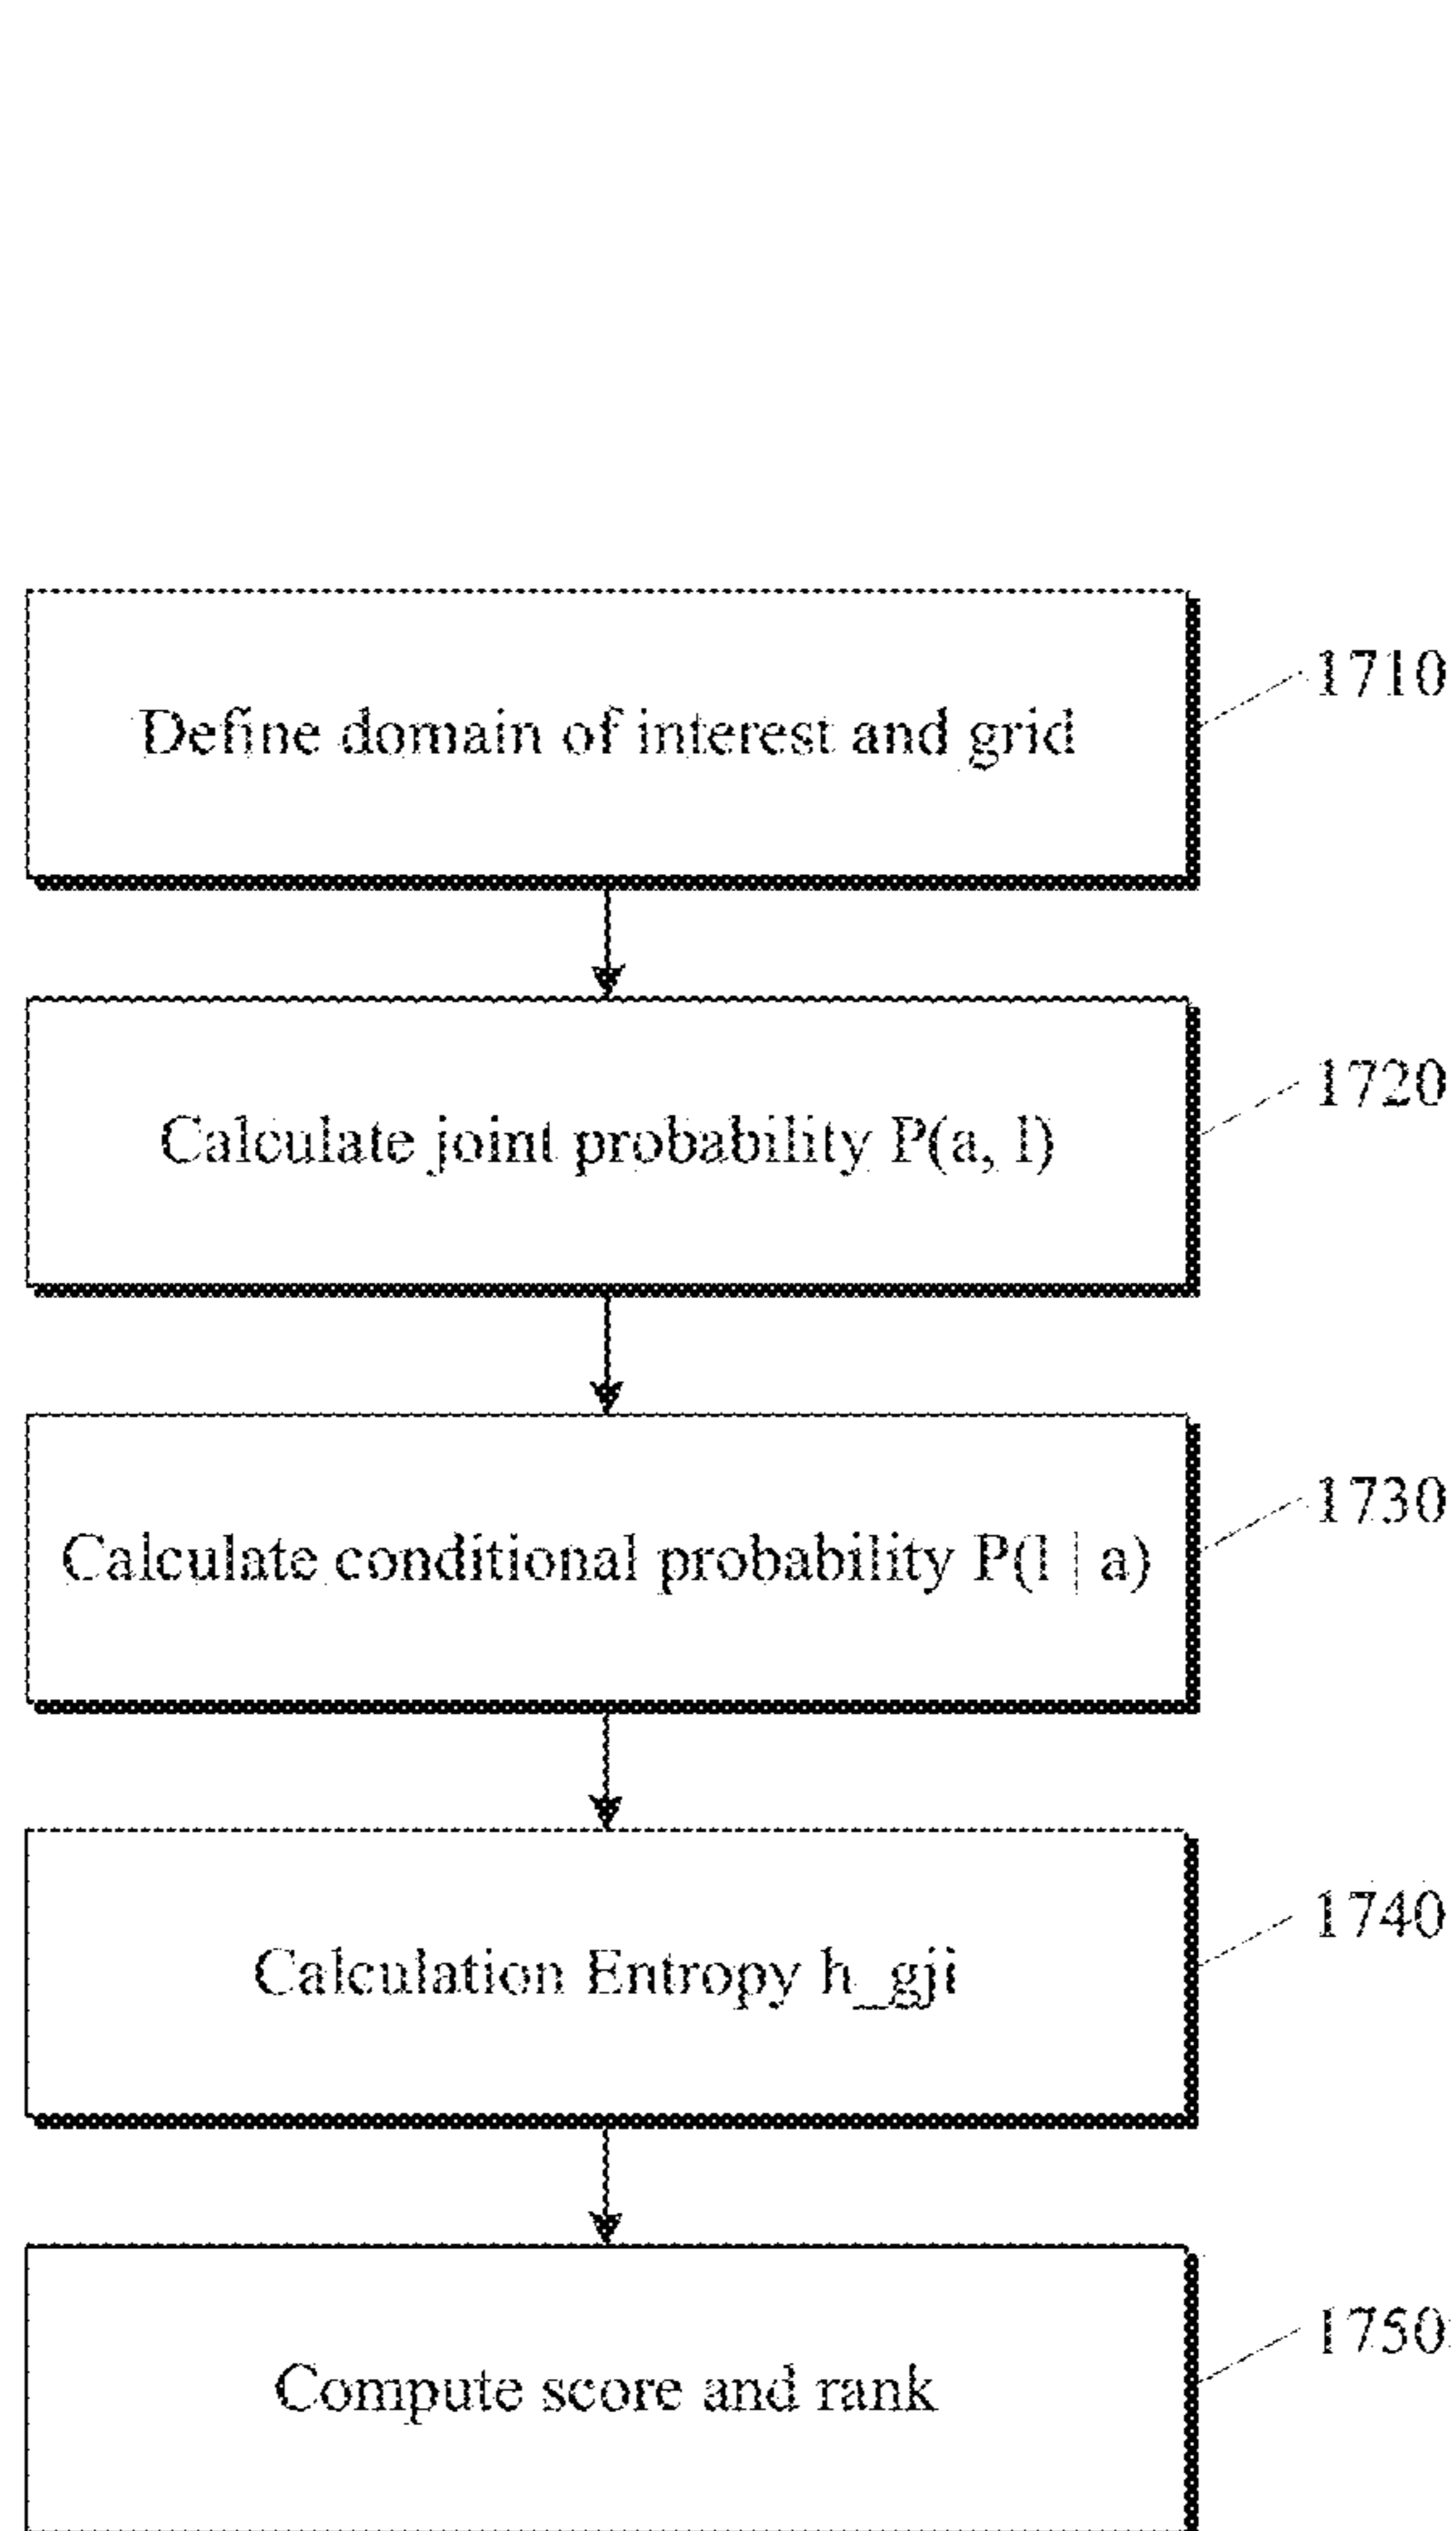 Define domain of interest and grid
1710
Calculate joint probability P(a, l)
1720
Calculate conditional probability P(l | a)
1730
Calculation Entropy h_gji
1740
Compute score and rank
1750